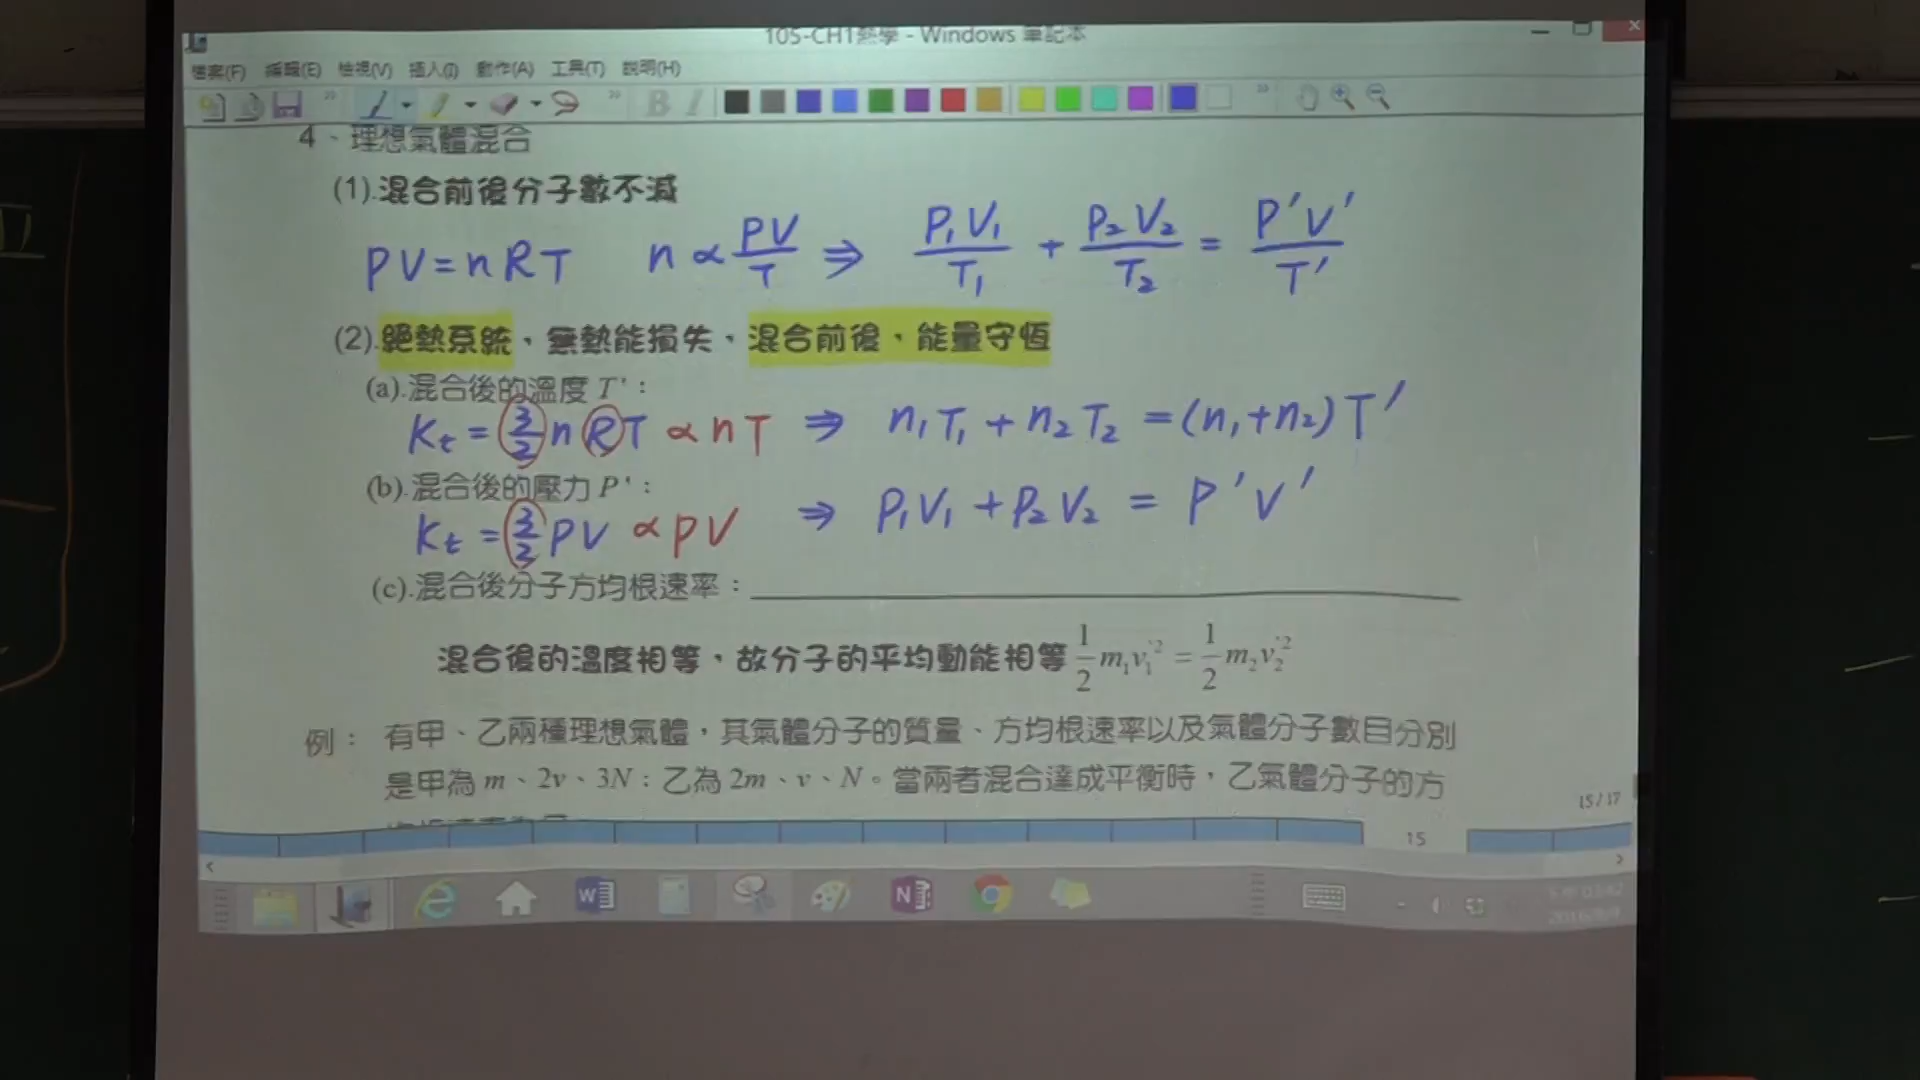 105-CH1熱學 - Windows 筆記本
檔案(F) 編輯(E) 檢視(V) 插入(I) 動作(A) 工具(T) 說明(H)
4、理想氣體混合
(1).混合前後分子數不滅
PV=nRT n∝PV/T ⇒ P₁V₁/T₁ + P₂V₂/T₂ = P'V'/T'
(2).絕熱系統,無熱能損失,混合前後,能量守恆
(a).混合後的溫度 T':
Kt = 3/2 nRT ∝ nT ⇒ n₁T₁ + n₂T₂ = (n₁+n₂)T'
(b).混合後的壓力 P':
Kt = 3/2 PV ∝ PV ⇒ P₁V₁ + P₂V₂ = P'V'
(c).混合後分子方均根速率:
混合後的溫度相等,故分子的平均動能相等 1/2 m₁v₁'² = 1/2 m₂v₂'²
例: 有甲、乙兩種理想氣體,其氣體分子的質量、方均根速率以及氣體分子數目分別
是甲為 m、2v、3N:乙為 2m、v、N。當兩者混合達成平衡時,乙氣體分子的方
15/17
15